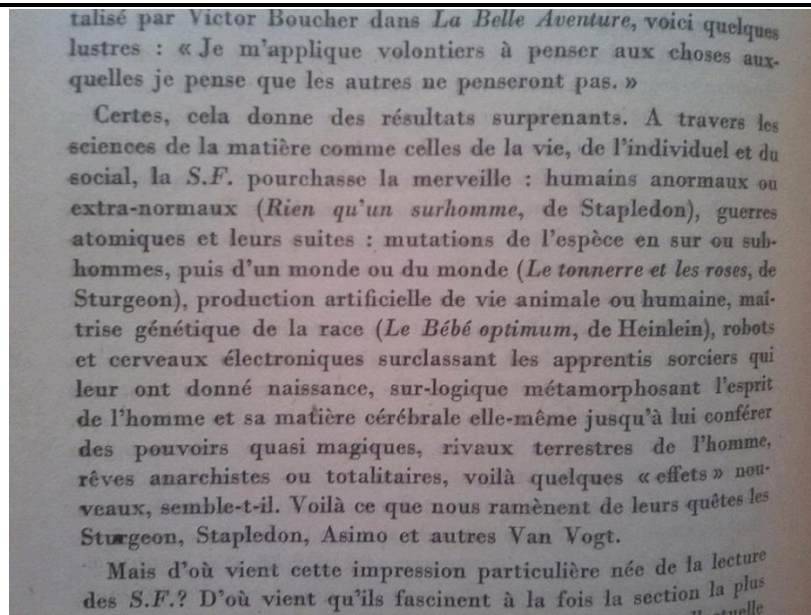 talisé par Victor Boucher dans La Belle Aventure, voici quelques
lustres : « Je m'applique volontiers à penser aux choses aux-
quelles je pense que les autres ne penseront pas. »
Certes, cela donne des résultats surprenants. A travers les
sciences de la matière comme celles de la vie, de l'individuel et du
social, la S.F. pourchasse la merveille : humains anormaux ou
extra-normaux (Rien qu'un surhomme, de Stapledon), guerres
atomiques et leurs suites : mutations de l'espèce en sur ou sub-
hommes, puis d'un monde ou du monde (Le tonnerre et les roses, de
Sturgeon), production artificielle de vie animale ou humaine, maî-
trise génétique de la race (Le Bébé optimum, de Heinlein), robots
et cerveaux électroniques surclassant les apprentis sorciers qui
leur ont donné naissance, sur-logique métamorphosant l'esprit
de l'homme et sa matière cérébrale elle-même jusqu'à lui conférer
des pouvoirs quasi magiques, rivaux terrestres de l'homme,
rêves anarchistes ou totalitaires, voilà quelques « effets » nou-
veaux, semble-t-il. Voilà ce que nous ramènent de leurs quêtes les
Sturgeon, Stapledon, Asimo et autres Van Vogt.
Mais d'où vient cette impression particulière née de la lecture
des S.F.? D'où vient qu'ils fascinent à la fois la section la plus